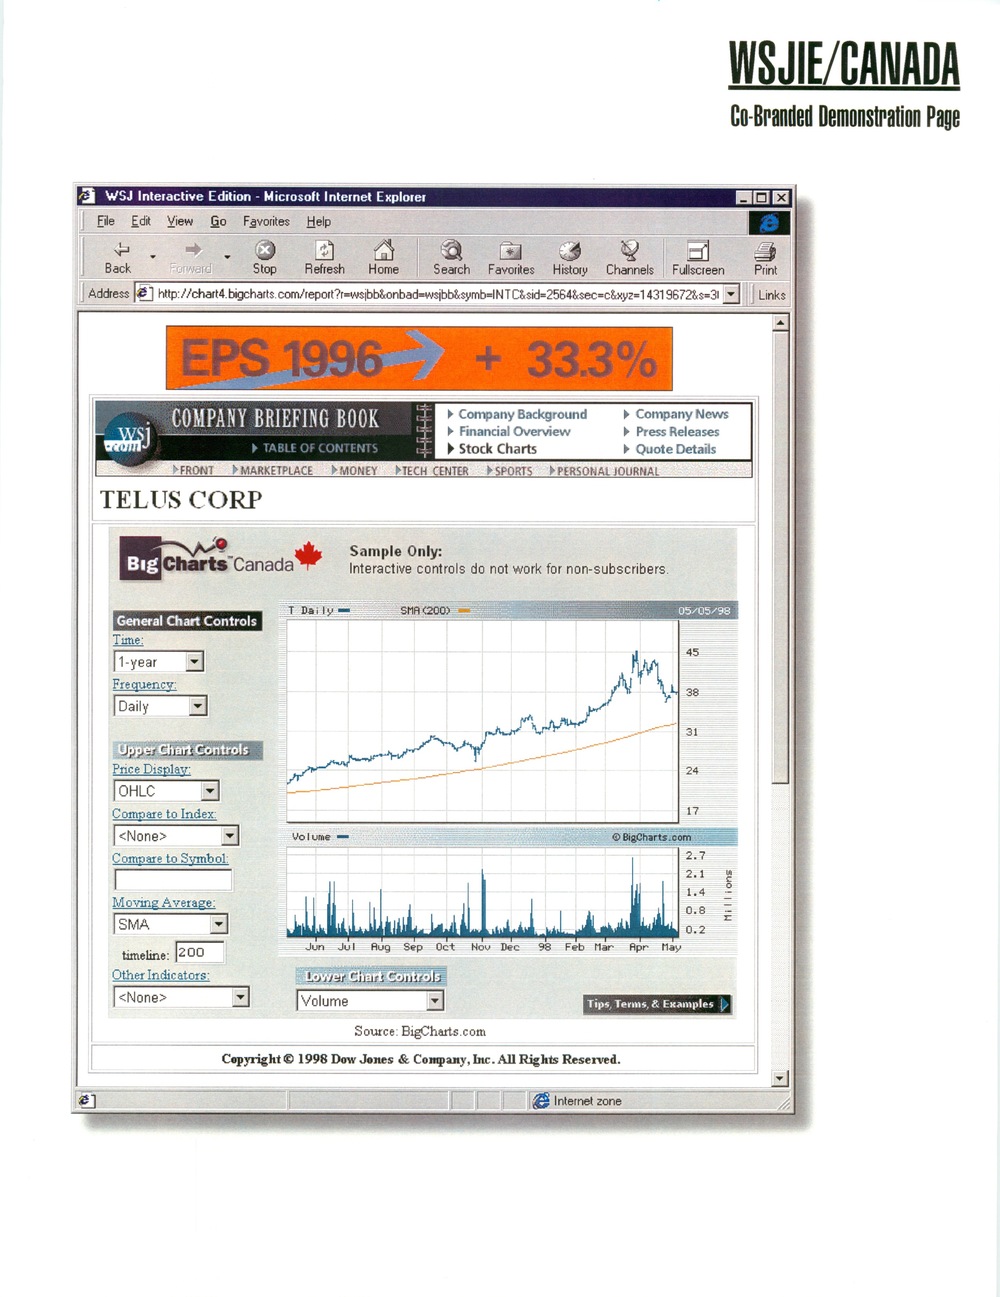 WSJIE/CANADA
Co-Branded Demonstration Page
WSJ Interactive Edition - Microsoft Internet Explorer
File Edit View Go Favorites Help
Back Forward Stop Refresh Home Search Favorites History Channels Fullscreen Print
Address http://chart4.bigcharts.com/report?r=wsjbb&onbad=wsjbb&symb=INTC&sid=2564&sec=c&xyz=14319672&s=3 Links
EPS 1996 + 33.3%
wsj.com
COMPANY BRIEFING BOOK
TABLE OF CONTENTS
Company Background Company News
Financial Overview Press Releases
Stock Charts Quote Details
FRONT MARKETPLACE MONEY TECH CENTER SPORTS PERSONAL JOURNAL
TELUS CORP
BigCharts™ Canada
Sample Only:
Interactive controls do not work for non-subscribers.
General Chart Controls
Time:
1-year
Frequency:
Daily
Upper Chart Controls
Price Display:
OHLC
Compare to Index:
<None>
Compare to Symbol:
Moving Average:
SMA
timeline: 200
Other Indicators:
<None>
T Daily SMA(200) 05/05/98
45
38
31
24
17
Volume © BigCharts.com
2.7
2.1
1.4
0.8
0.2
Millions
Jun Jul Aug Sep Oct Nov Dec 98 Feb Mar Apr May
Lower Chart Controls
Volume
Tips, Terms, & Examples
Source: BigCharts.com
Copyright © 1998 Dow Jones & Company, Inc. All Rights Reserved.
Internet zone